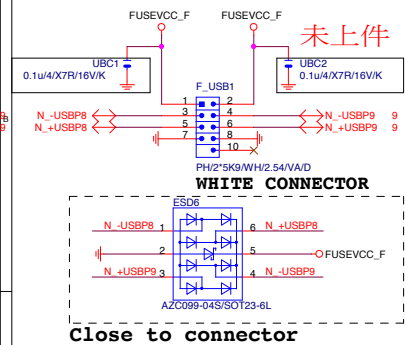 FUSEVCC_F FUSEVCC_F
未上件
UBC1 UBC2
0.1u/4/X7R/16V/K 0.1u/4/X7R/16V/K
F_USB1
1 2
N_-USBP8 3 4 N_-USBP9 9
N_+USBP8 5 6 N_+USBP9 9
7 8
10
PH/2*5K9/WH/2.54/VA/D
WHITE CONNECTOR
ESD6
N_-USBP8 1 6 N_+USBP8
2 5 FUSEVCC_F
N_+USBP9 3 4 N_-USBP9
AZC099-04S/SOT23-6L
Close to connector